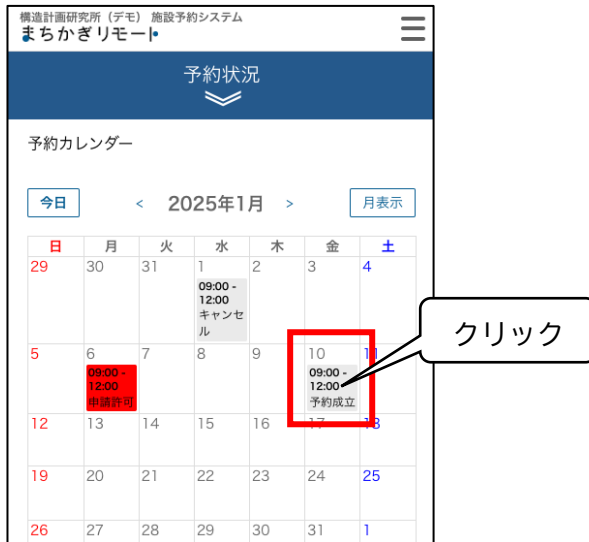 構造計画研究所（デモ） 施設予約システム
まちかぎリモート
予約状況
予約カレンダー
今日 < 2025年1月 > 月表示
日 月 火 水 木 金 土
29 30 31 1 2 3 4
09:00 -
12:00
キャンセ
ル
クリック
5 6 7 8 9 10 11
09:00 -
12:00
申請許可
09:00 -
12:00
予約成立
12 13 14 15 16 17 18
19 20 21 22 23 24 25
26 27 28 29 30 31 1